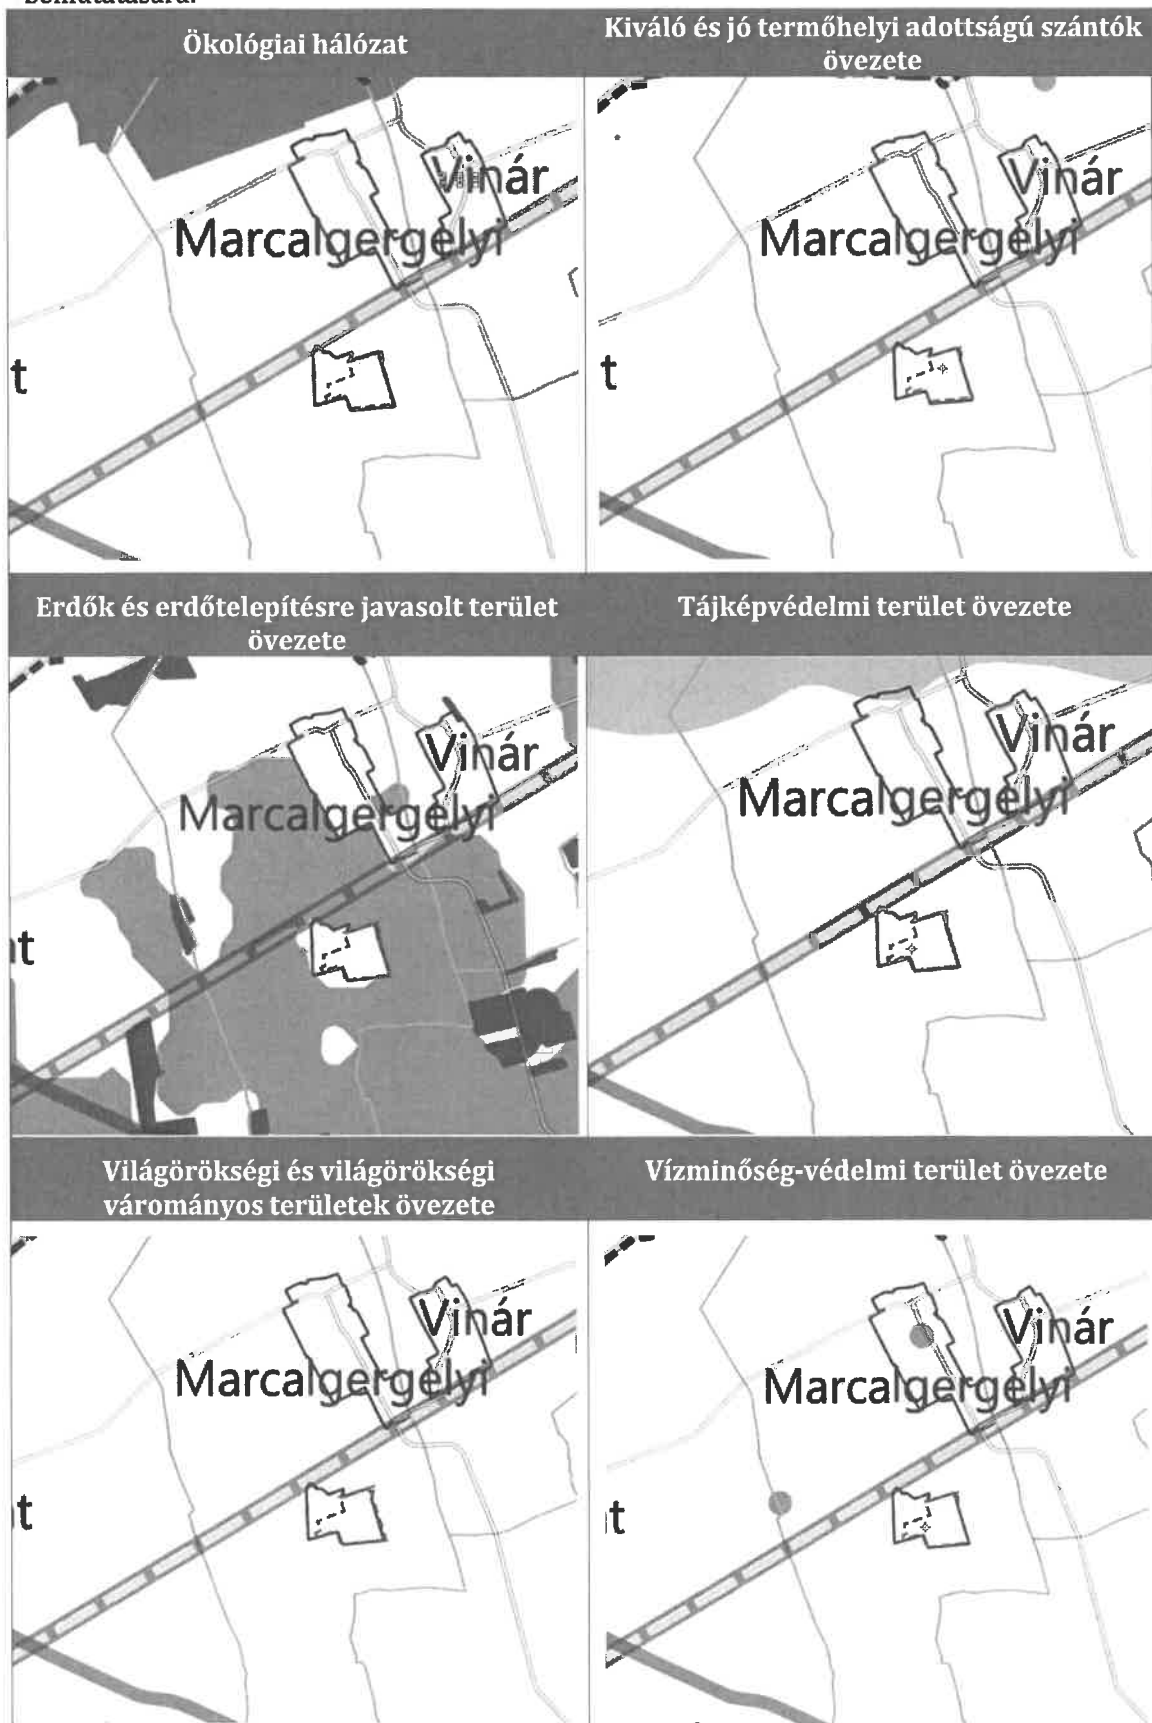 bemutatására.
Ökológiai hálózat
Kiváló és jó termőhelyi adottságú szántók
övezete
Vinár
Marcalgergelyi
t
Vinár
Marcalgergelyi
t
Erdők és erdőtelepítésre javasolt terület
övezete
Tájképvédelmi terület övezete
Vinár
Marcalgergelyi
t
Vinár
Marcalgergelyi
Világörökségi és világörökségi
várományos területek övezete
Vízminőség-védelmi terület övezete
Vinár
Marcalgergelyi
t
Vinár
Marcalgergelyi
t